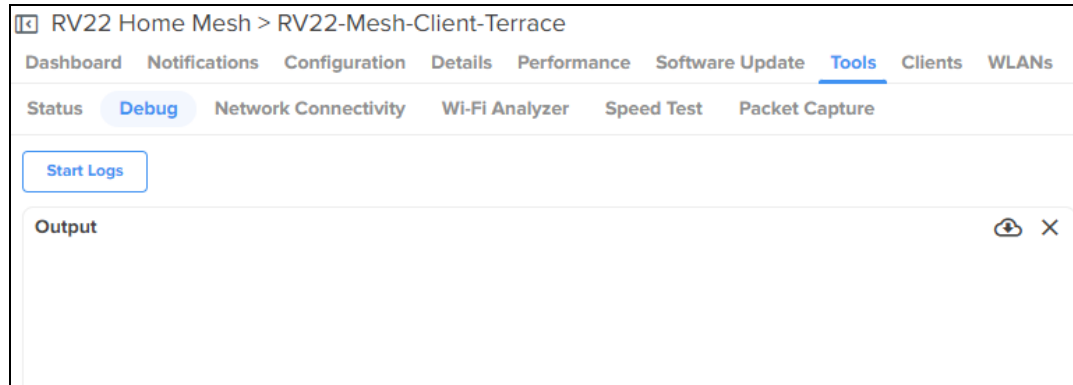 RV22 Home Mesh > RV22-Mesh-Client-Terrace
Dashboard Notifications Configuration Details Performance Software Update Tools Clients WLANs
Status Debug Network Connectivity Wi-Fi Analyzer Speed Test Packet Capture
Start Logs
Output